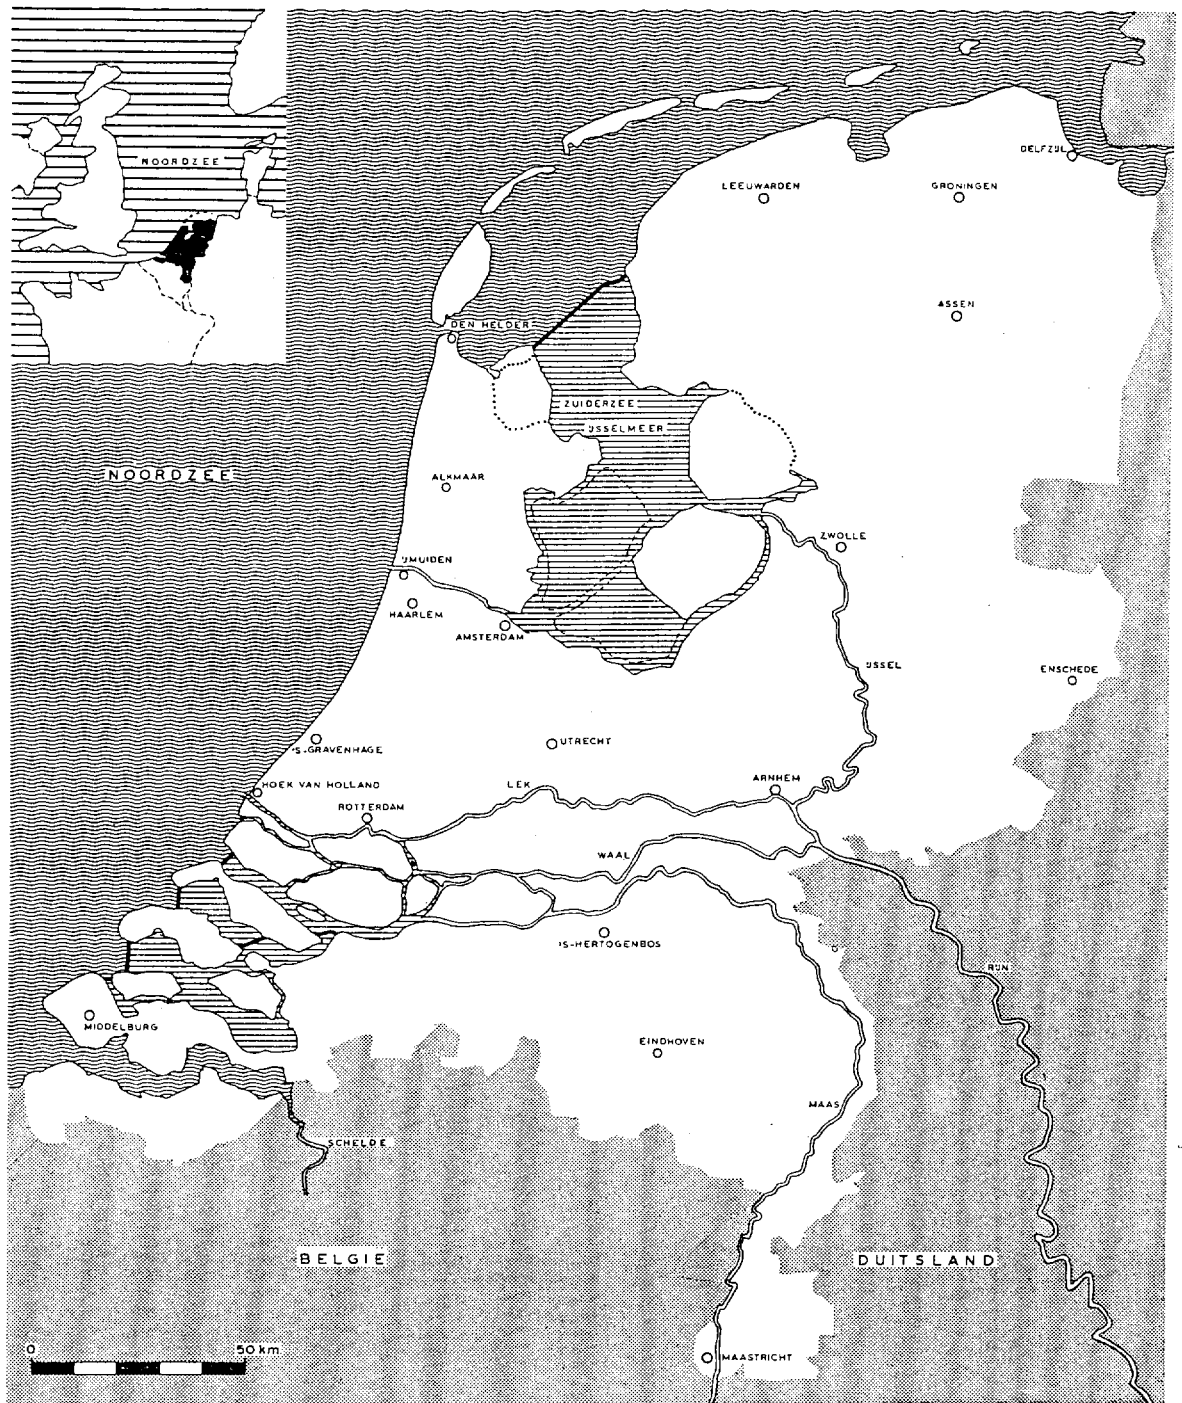 NOORDZEE
DELFZIJL
LEEUWARDEN
GRONINGEN
ASSEN
DEN HELDER
ZUIDERZEE
IJSSELMEER
NOORDZEE
ALKMAAR
ZWOLLE
IJMUIDEN
HAARLEM
AMSTERDAM
IJSSEL
ENSCHEDE
'S-GRAVENHAGE
UTRECHT
HOEK VAN HOLLAND
LEK
ARNHEM
ROTTERDAM
WAAL
'S-HERTOGENBOS
RIJN
MIDDELBURG
EINDHOVEN
MAAS
SCHELDE
BELGIE
DUITSLAND
0 50 km
MAASTRICHT